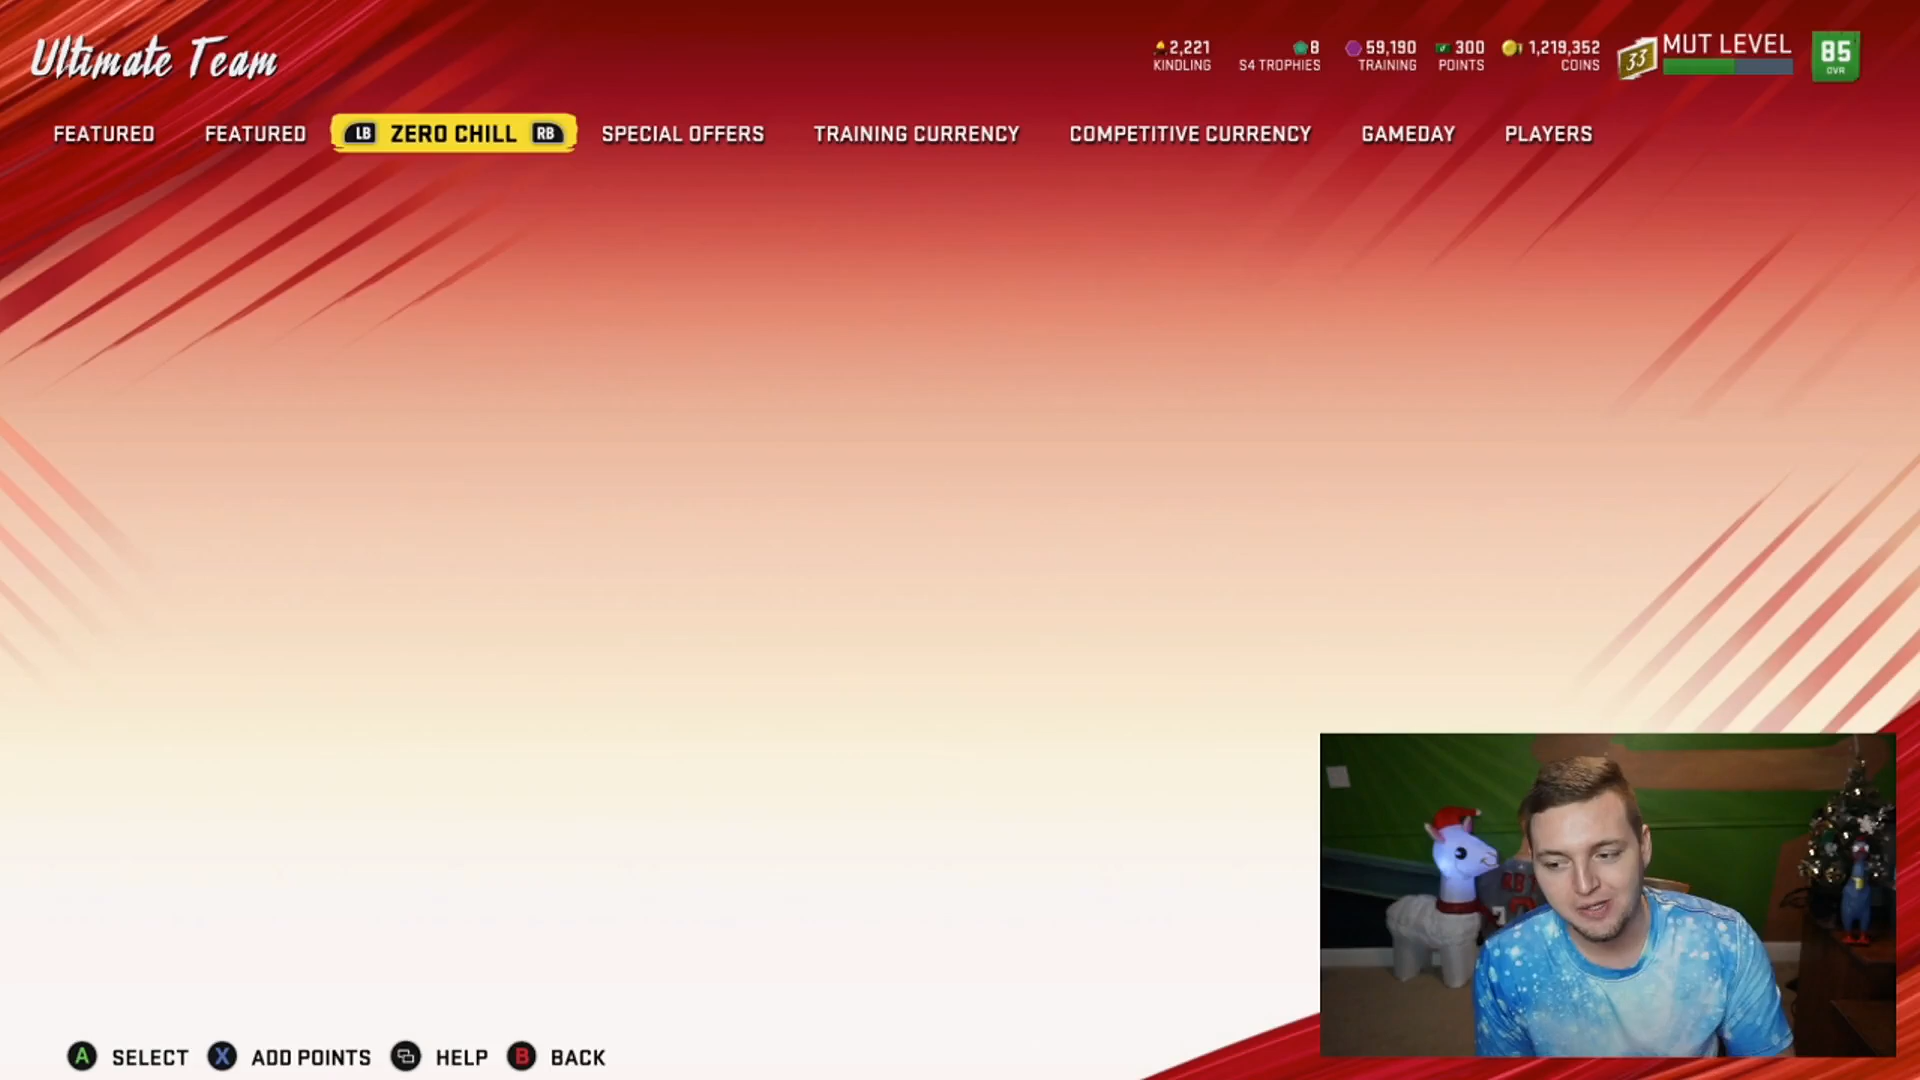 Ultimate Team
2,221
KINDLING
8
S4 TROPHIES
59,190
TRAINING
300
POINTS
1,219,352
COINS
33
MUT LEVEL
85
OVR
FEATURED
FEATURED
LB ZERO CHILL RB
SPECIAL OFFERS
TRAINING CURRENCY
COMPETITIVE CURRENCY
GAMEDAY
PLAYERS
A SELECT
X ADD POINTS
HELP
B BACK